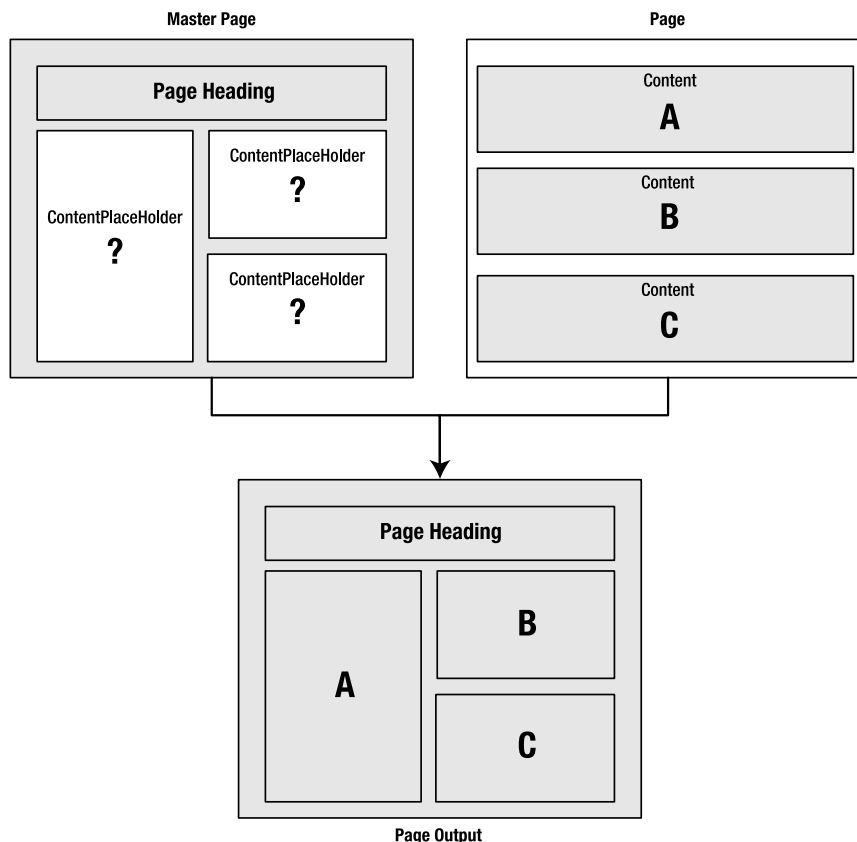 Master Page
Page Heading
ContentPlaceHolder
?
ContentPlaceHolder
?
ContentPlaceHolder
?
Page
Content
A
Content
B
Content
C
Page Heading
A
B
C
Page Output